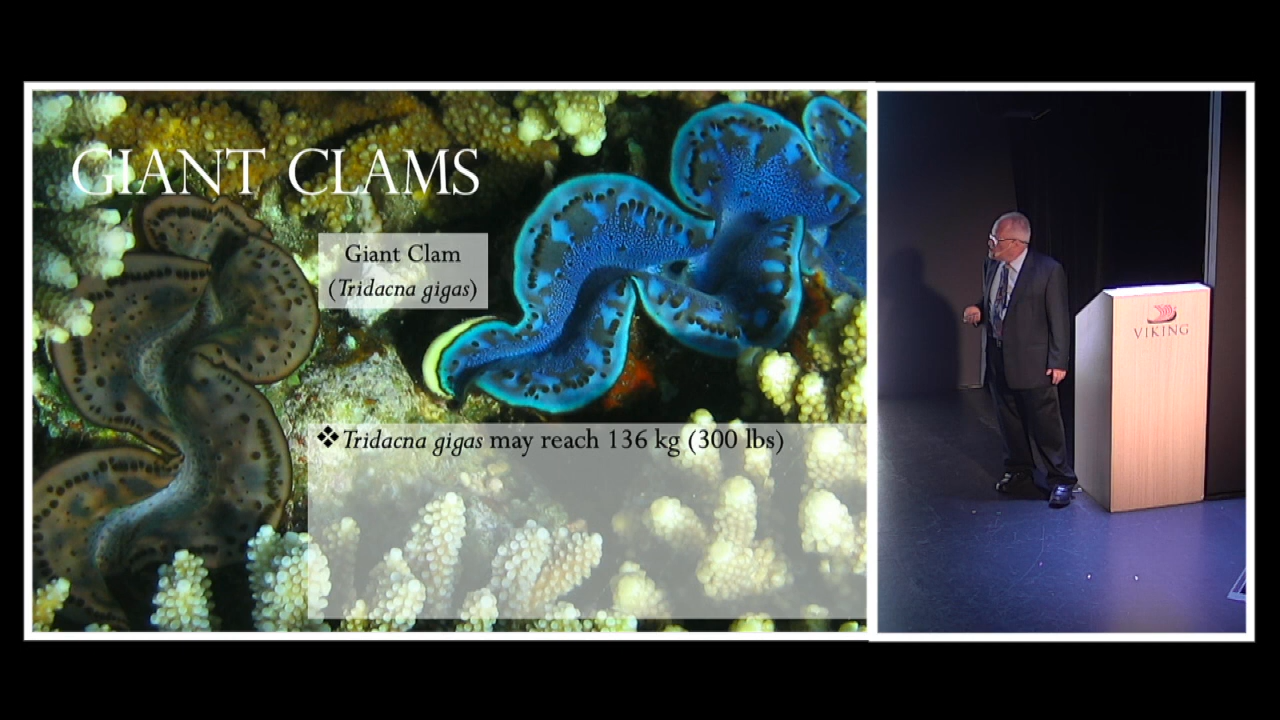 GIANT CLAMS
Giant Clam
(Tridacna gigas)
❖Tridacna gigas may reach 136 kg (300 lbs)
VIKING